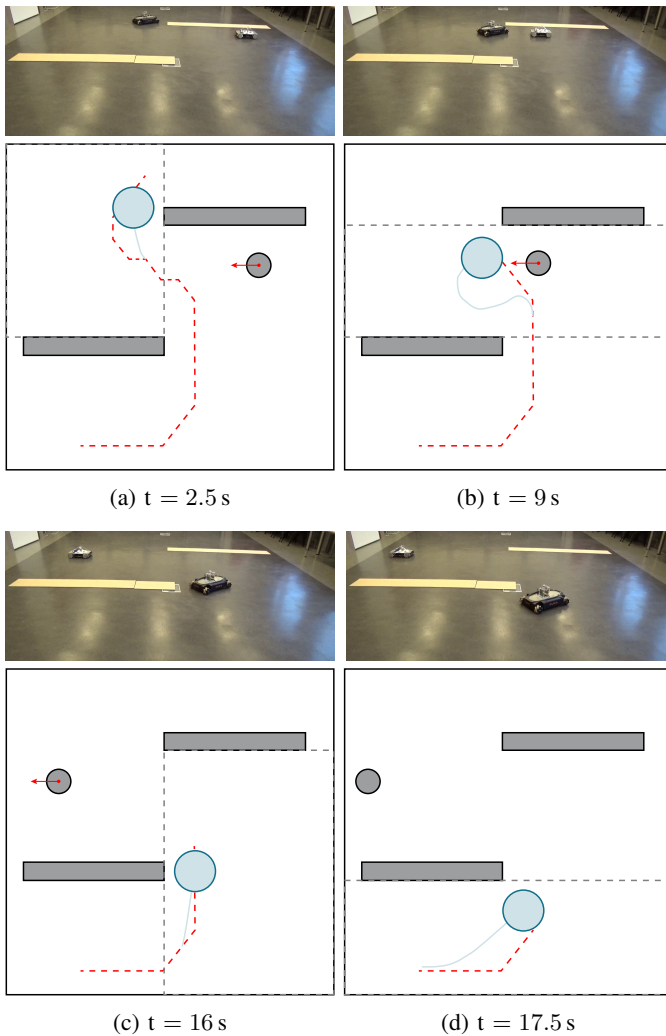 (a) t = 2.5 s
(b) t = 9 s
(c) t = 16 s
(d) t = 17.5 s